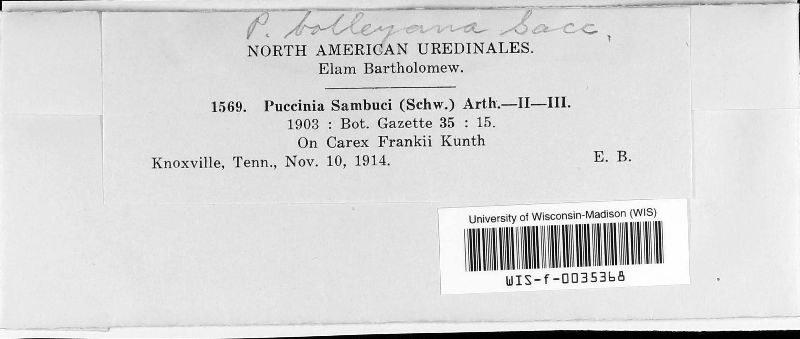 P. bolleyana Sacc.
NORTH AMERICAN UREDINALES.
Elam Bartholomew.
1569. Puccinia Sambuci (Schw.) Arth.—II—III.
1903 : Bot. Gazette 35 : 15.
On Carex Frankii Kunth
Knoxville, Tenn., Nov. 10, 1914. E. B.
University of Wisconsin-Madison (WIS)
WIS-f-0035368